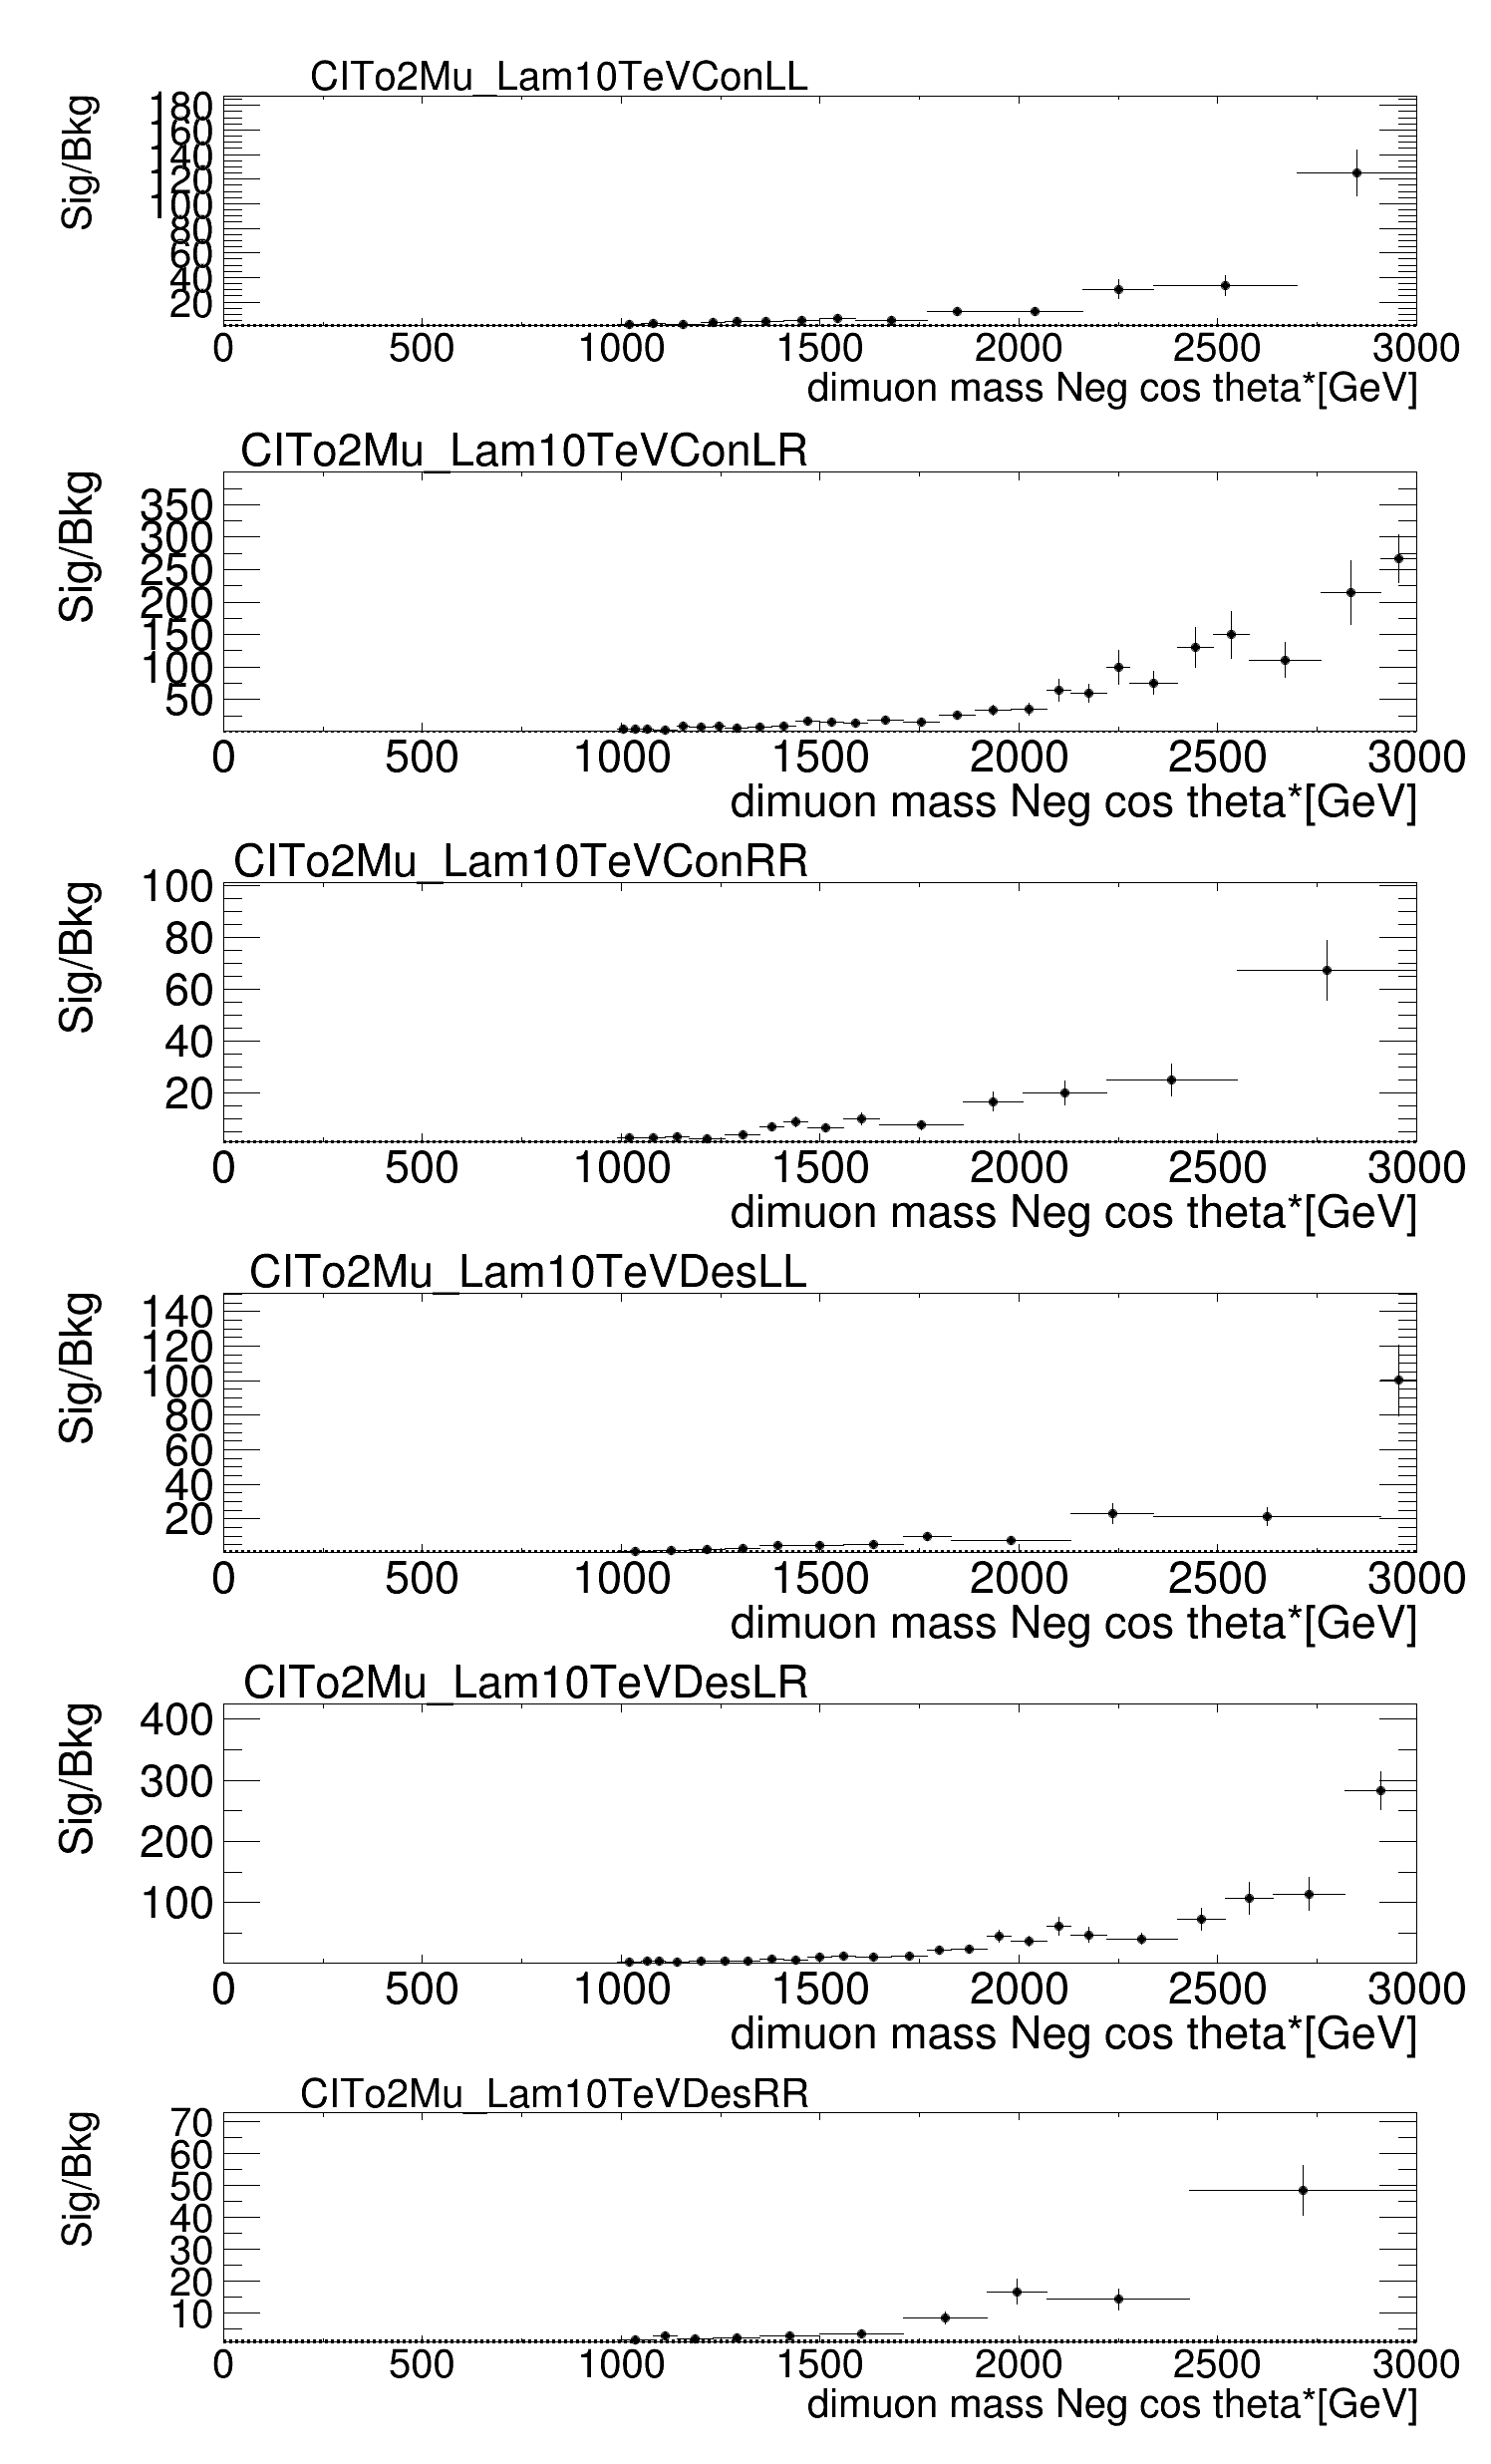 CITo2Mu_Lam10TeVConLL
Sig/Bkg
180
160
140
120
100
80
60
40
20
0 500 1000 1500 2000 2500 3000
dimuon mass Neg cos theta*[GeV]
CITo2Mu_Lam10TeVConLR
Sig/Bkg
350
300
250
200
150
100
50
0 500 1000 1500 2000 2500 3000
dimuon mass Neg cos theta*[GeV]
CITo2Mu_Lam10TeVConRR
Sig/Bkg
100
80
60
40
20
0 500 1000 1500 2000 2500 3000
dimuon mass Neg cos theta*[GeV]
CITo2Mu_Lam10TeVDesLL
Sig/Bkg
140
120
100
80
60
40
20
0 500 1000 1500 2000 2500 3000
dimuon mass Neg cos theta*[GeV]
CITo2Mu_Lam10TeVDesLR
Sig/Bkg
400
300
200
100
0 500 1000 1500 2000 2500 3000
dimuon mass Neg cos theta*[GeV]
CITo2Mu_Lam10TeVDesRR
Sig/Bkg
70
60
50
40
30
20
10
0 500 1000 1500 2000 2500 3000
dimuon mass Neg cos theta*[GeV]